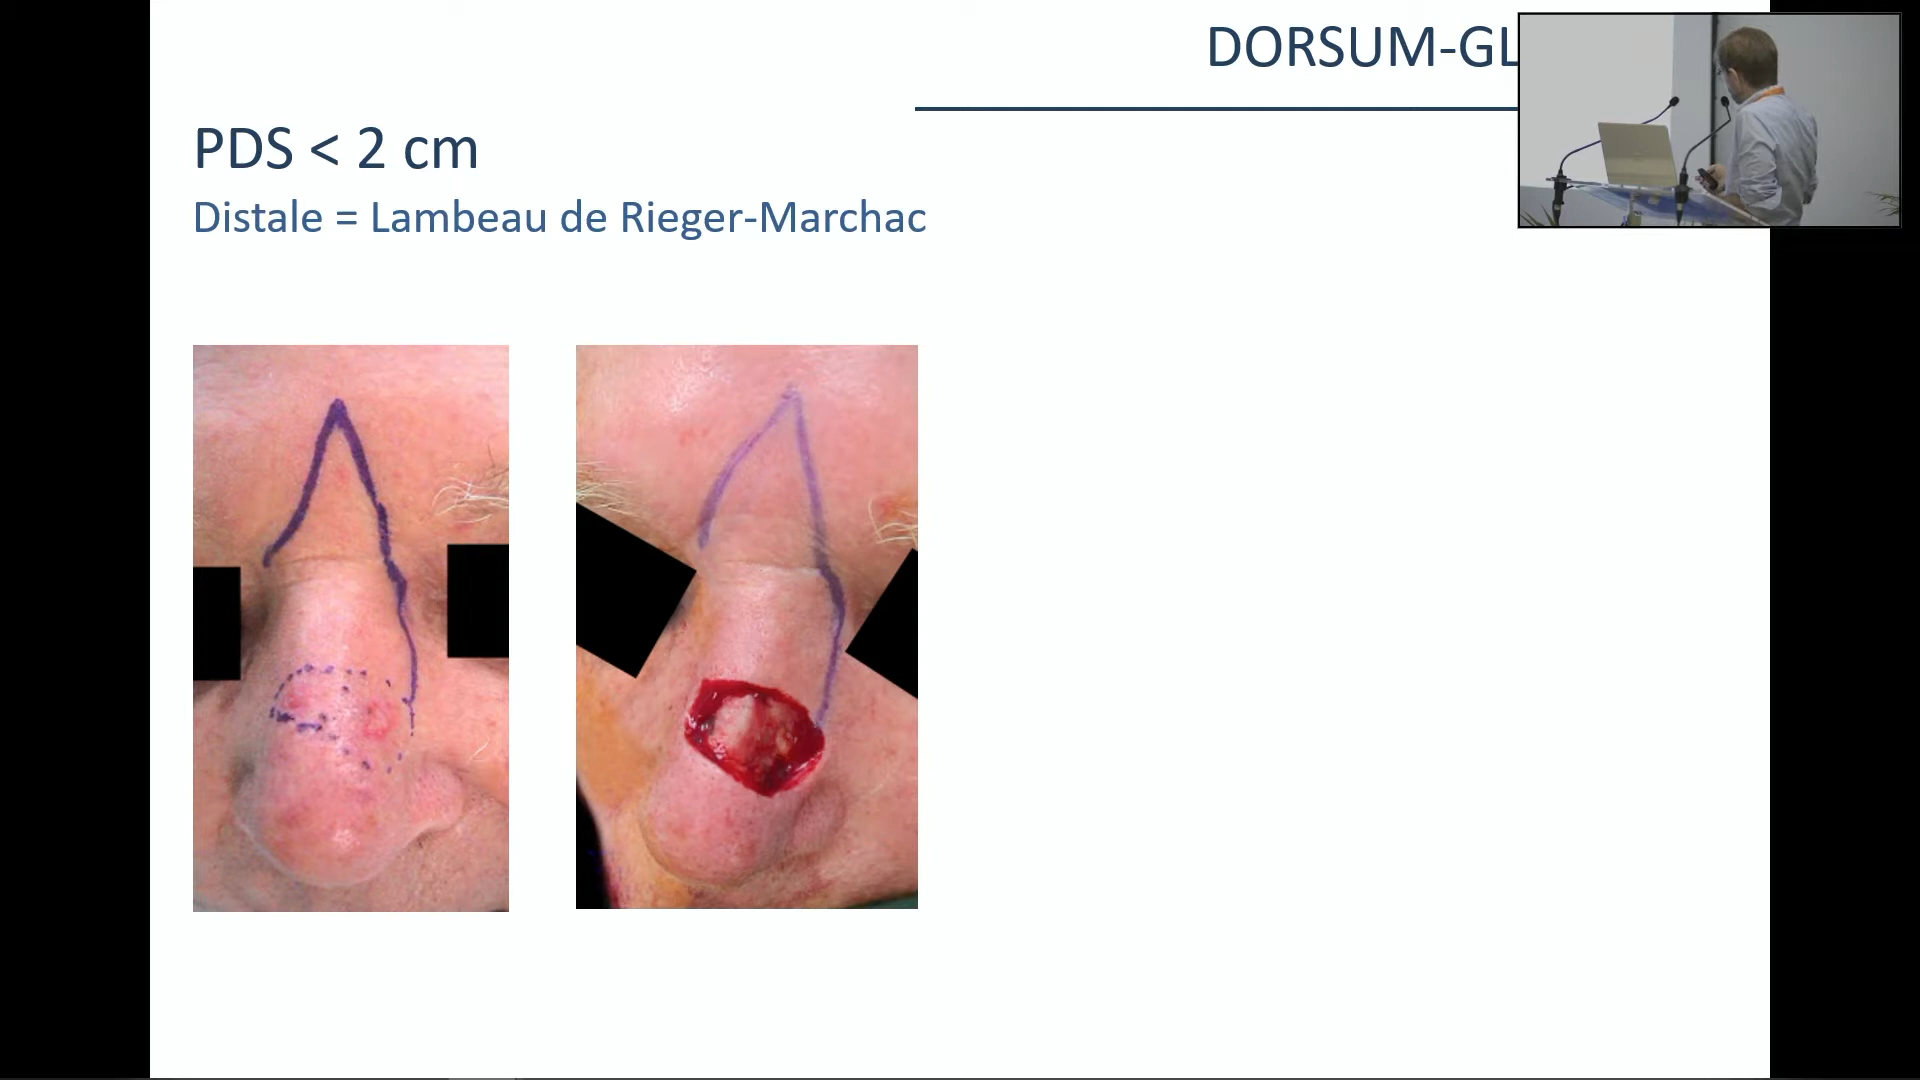 DORSUM-GL
PDS < 2 cm
Distale = Lambeau de Rieger-Marchac